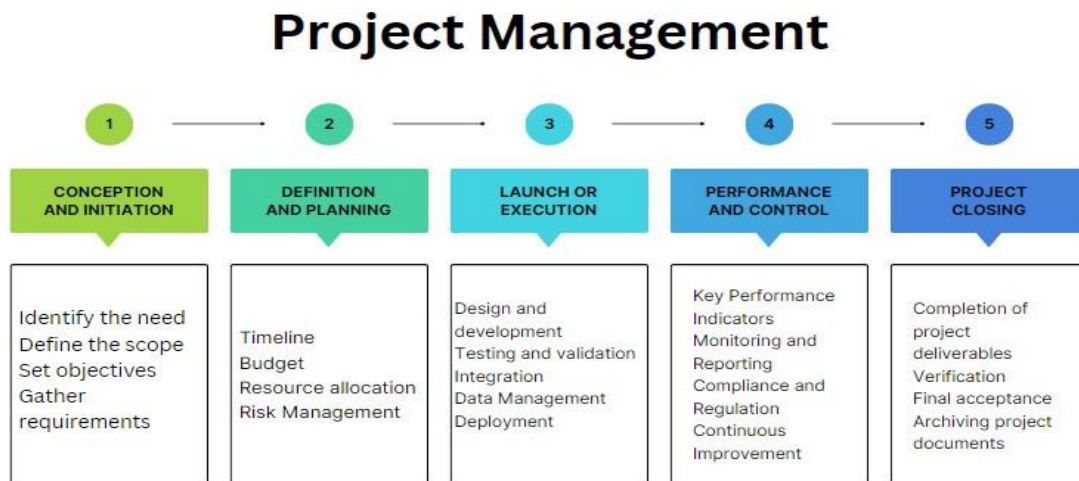 Project Management
1
2
3
4
5
CONCEPTION
AND INITIATION
DEFINITION
AND PLANNING
LAUNCH OR
EXECUTION
PERFORMANCE
AND CONTROL
PROJECT
CLOSING
Identify the need
Define the scope
Set objectives
Gather
requirements
Timeline
Budget
Resource allocation
Risk Management
Design and
development
Testing and validation
Integration
Data Management
Deployment
Key Performance
Indicators
Monitoring and
Reporting
Compliance and
Regulation
Continuous
Improvement
Completion of
project
deliverables
Verification
Final acceptance
Archiving project
documents